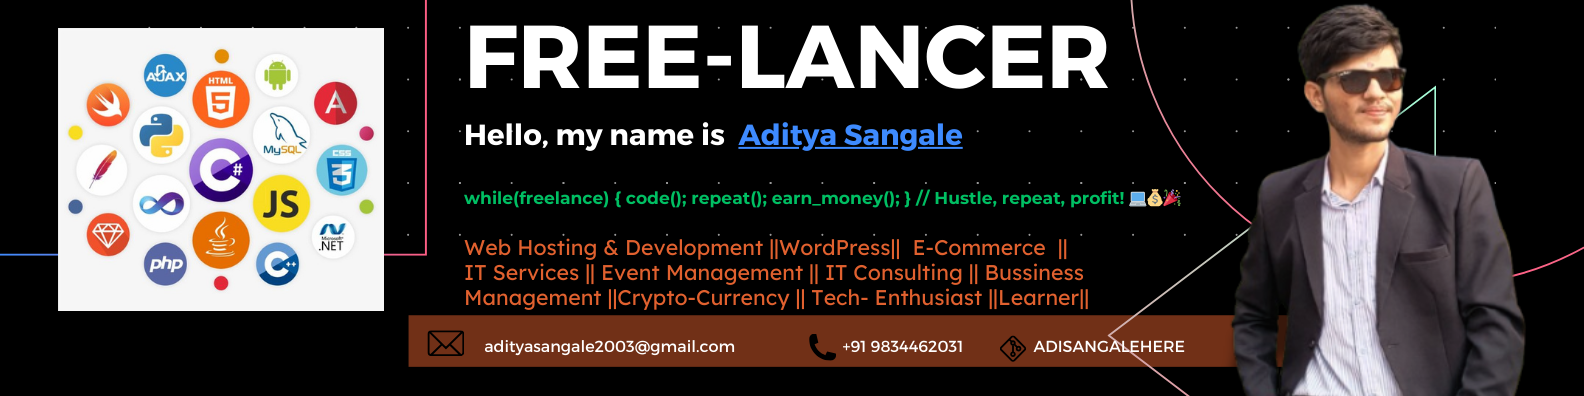 AJAX
HTML
5
A
MySQL
C#
CSS
3
JS
Microsoft
.NET
php
C++
FREE-LANCER
Hello, my name is Aditya Sangale
while(freelance) { code(); repeat(); earn_money(); } // Hustle, repeat, profit! 💻💰🎉
Web Hosting & Development ||WordPress|| E-Commerce ||
IT Services || Event Management || IT Consulting || Bussiness
Management ||Crypto-Currency || Tech- Enthusiast ||Learner||
adityasangale2003@gmail.com
+91 9834462031
ADISANGALEHERE